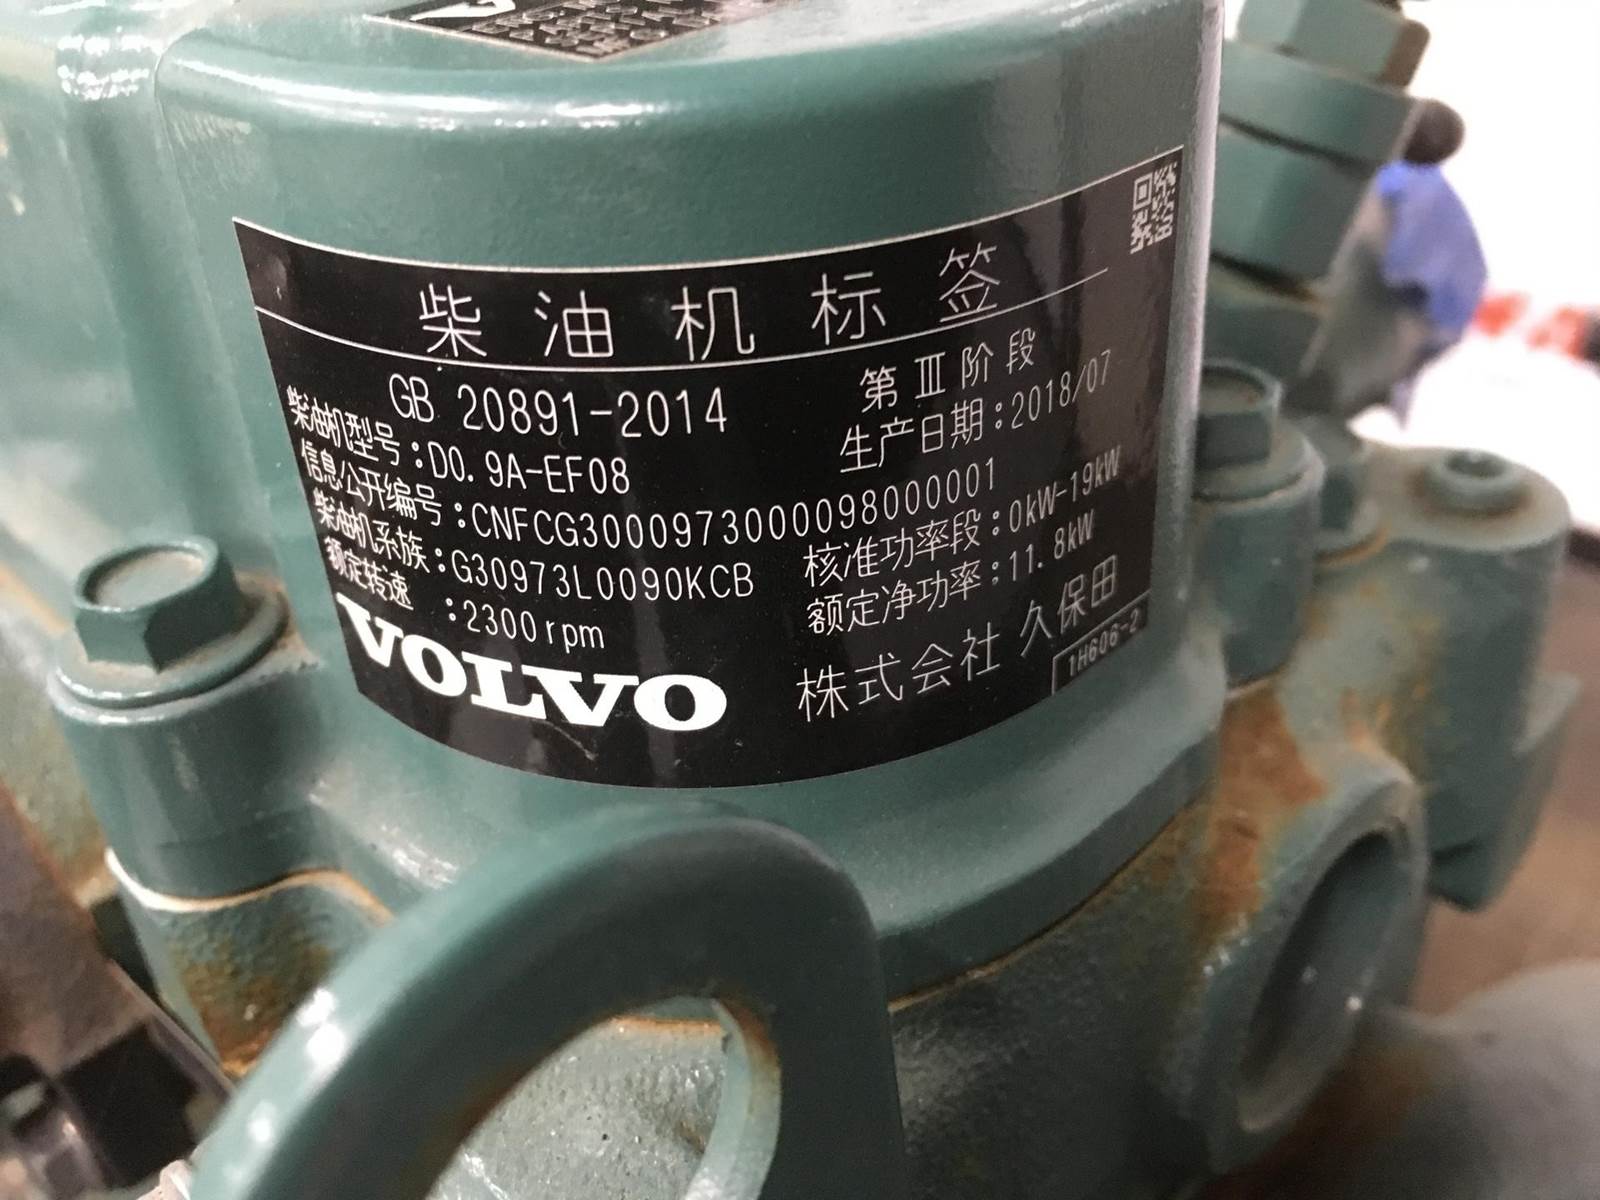 柴油机标签
GB 20891-2014 第Ⅲ阶段
柴油机型号:D0.9A-EF08 生产日期:2018/07
信息公开编号:CNFCG3000973000098000001
柴油机系族:G30973L0090KCB 核准功率段:0kW-19kW
额定转速 :2300rpm 额定净功率:11.8kW
VOLVO 株式会社 久保田
1H606-2